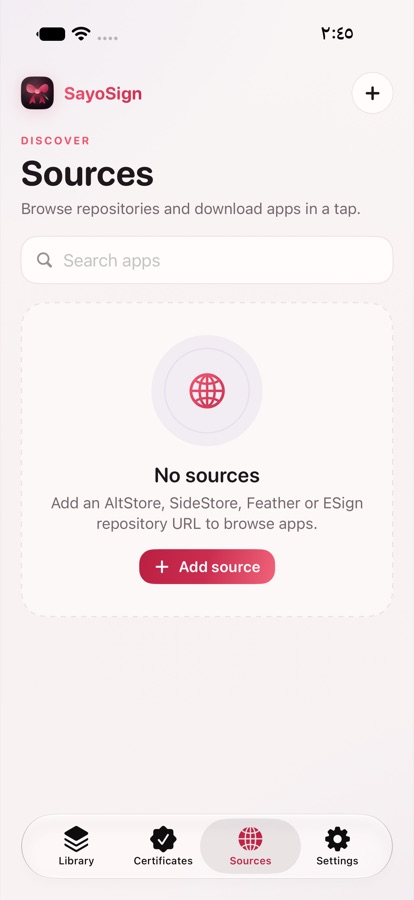 ٢:٤٥
SayoSign
DISCOVER
Sources
Browse repositories and download apps in a tap.
Search apps
No sources
Add an AltStore, SideStore, Feather or ESign
repository URL to browse apps.
+ Add source
Library
Certificates
Sources
Settings